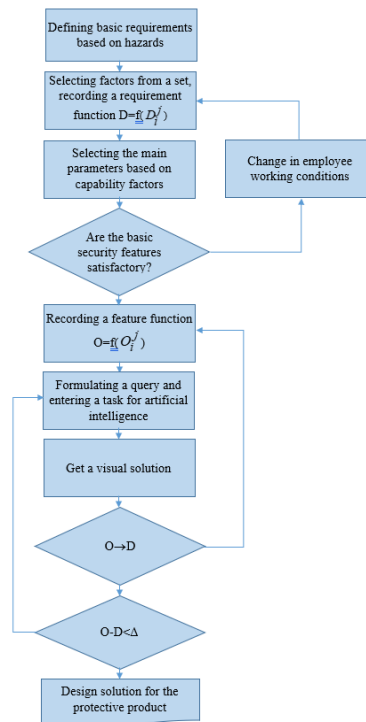 Defining basic requirements
based on hazards
Selecting factors from a set,
recording a requirement
function D=f( D_i^j )
Selecting the main
parameters based on
capability factors
Change in employee
working conditions
Are the basic
security features
satisfactory?
Recording a feature function
O=f( O_i^j )
Formulating a query and
entering a task for artificial
intelligence
Get a visual solution
O→D
O-D<Δ
Design solution for the
protective product